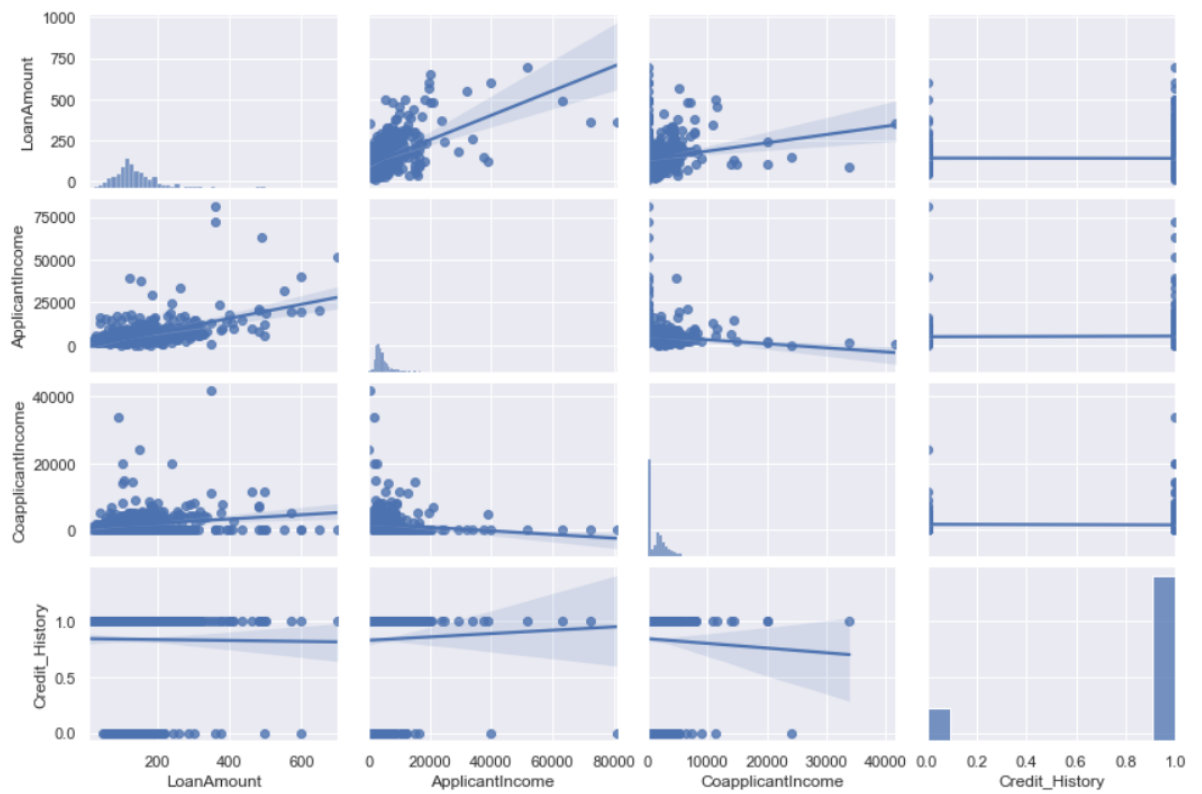 1000
750
500
250
0
LoanAmount
75000
50000
25000
0
ApplicantIncome
40000
20000
0
CoapplicantIncome
1.0
0.5
0.0
Credit_History
200 400 600
LoanAmount
0 20000 40000 60000 80000
ApplicantIncome
0 10000 20000 30000 40000
CoapplicantIncome
0.0 0.2 0.4 0.6 0.8 1.0
Credit_History